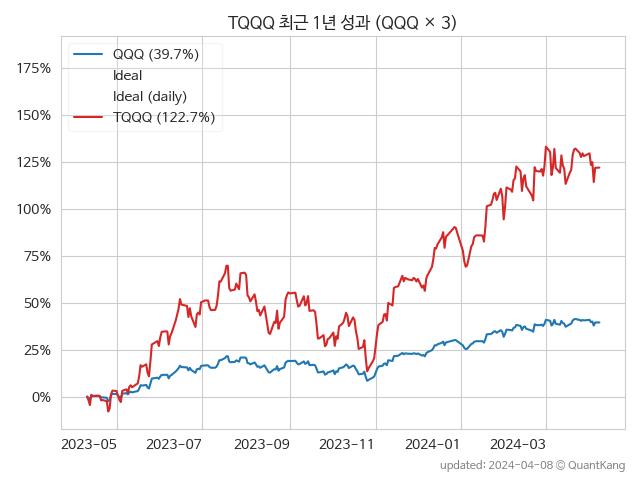 TQQQ 최근 1년 성과 (QQQ × 3)
QQQ (39.7%)
Ideal
Ideal (daily)
TQQQ (122.7%)
175%
150%
125%
100%
75%
50%
25%
0%
2023-05 2023-07 2023-09 2023-11 2024-01 2024-03
updated: 2024-04-08 © QuantKang